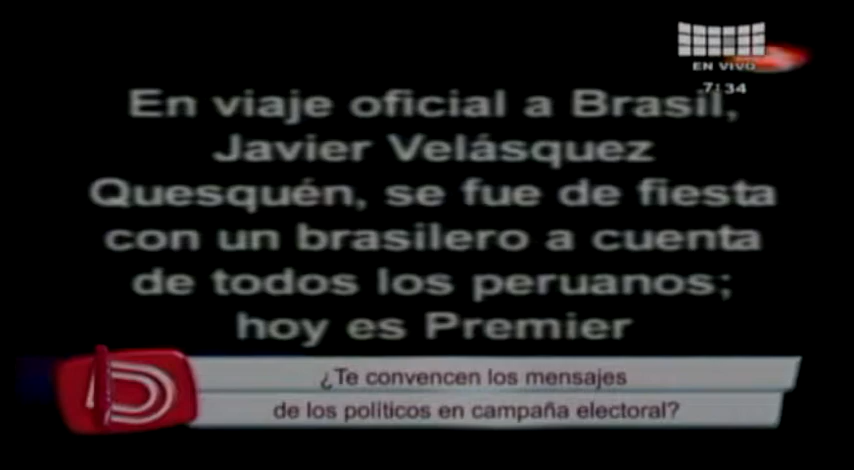 EN VIVO
7:34
En viaje oficial a Brasil,
Javier Velásquez
Quesquén, se fue de fiesta
con un brasilero a cuenta
de todos los peruanos;
hoy es Premier
¿Te convencen los mensajes
de los políticos en campaña electoral?